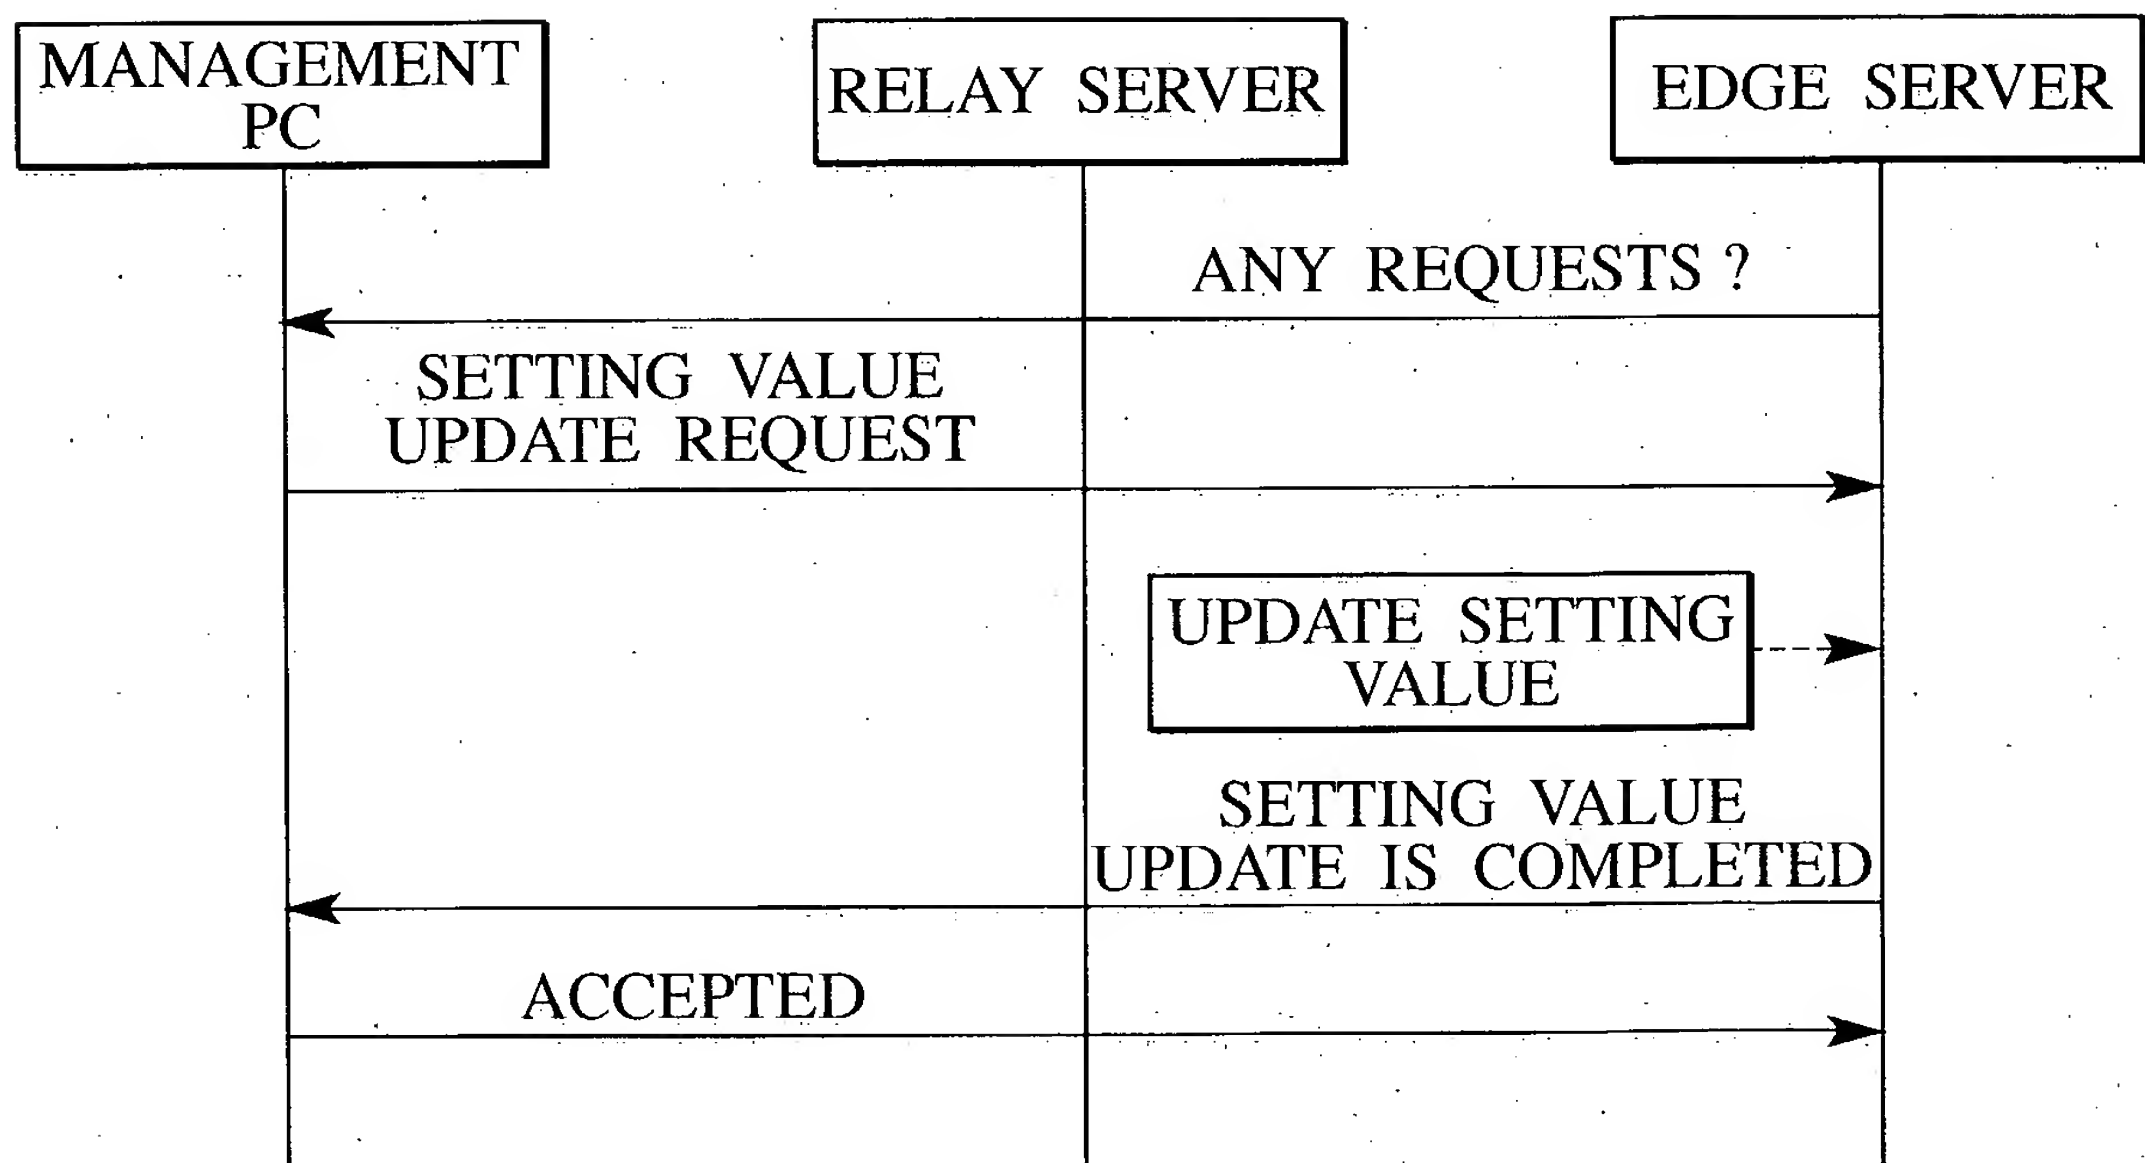 MANAGEMENT
PC
RELAY SERVER
EDGE SERVER
ANY REQUESTS ?
SETTING VALUE
UPDATE REQUEST
UPDATE SETTING
VALUE
SETTING VALUE
UPDATE IS COMPLETED
ACCEPTED